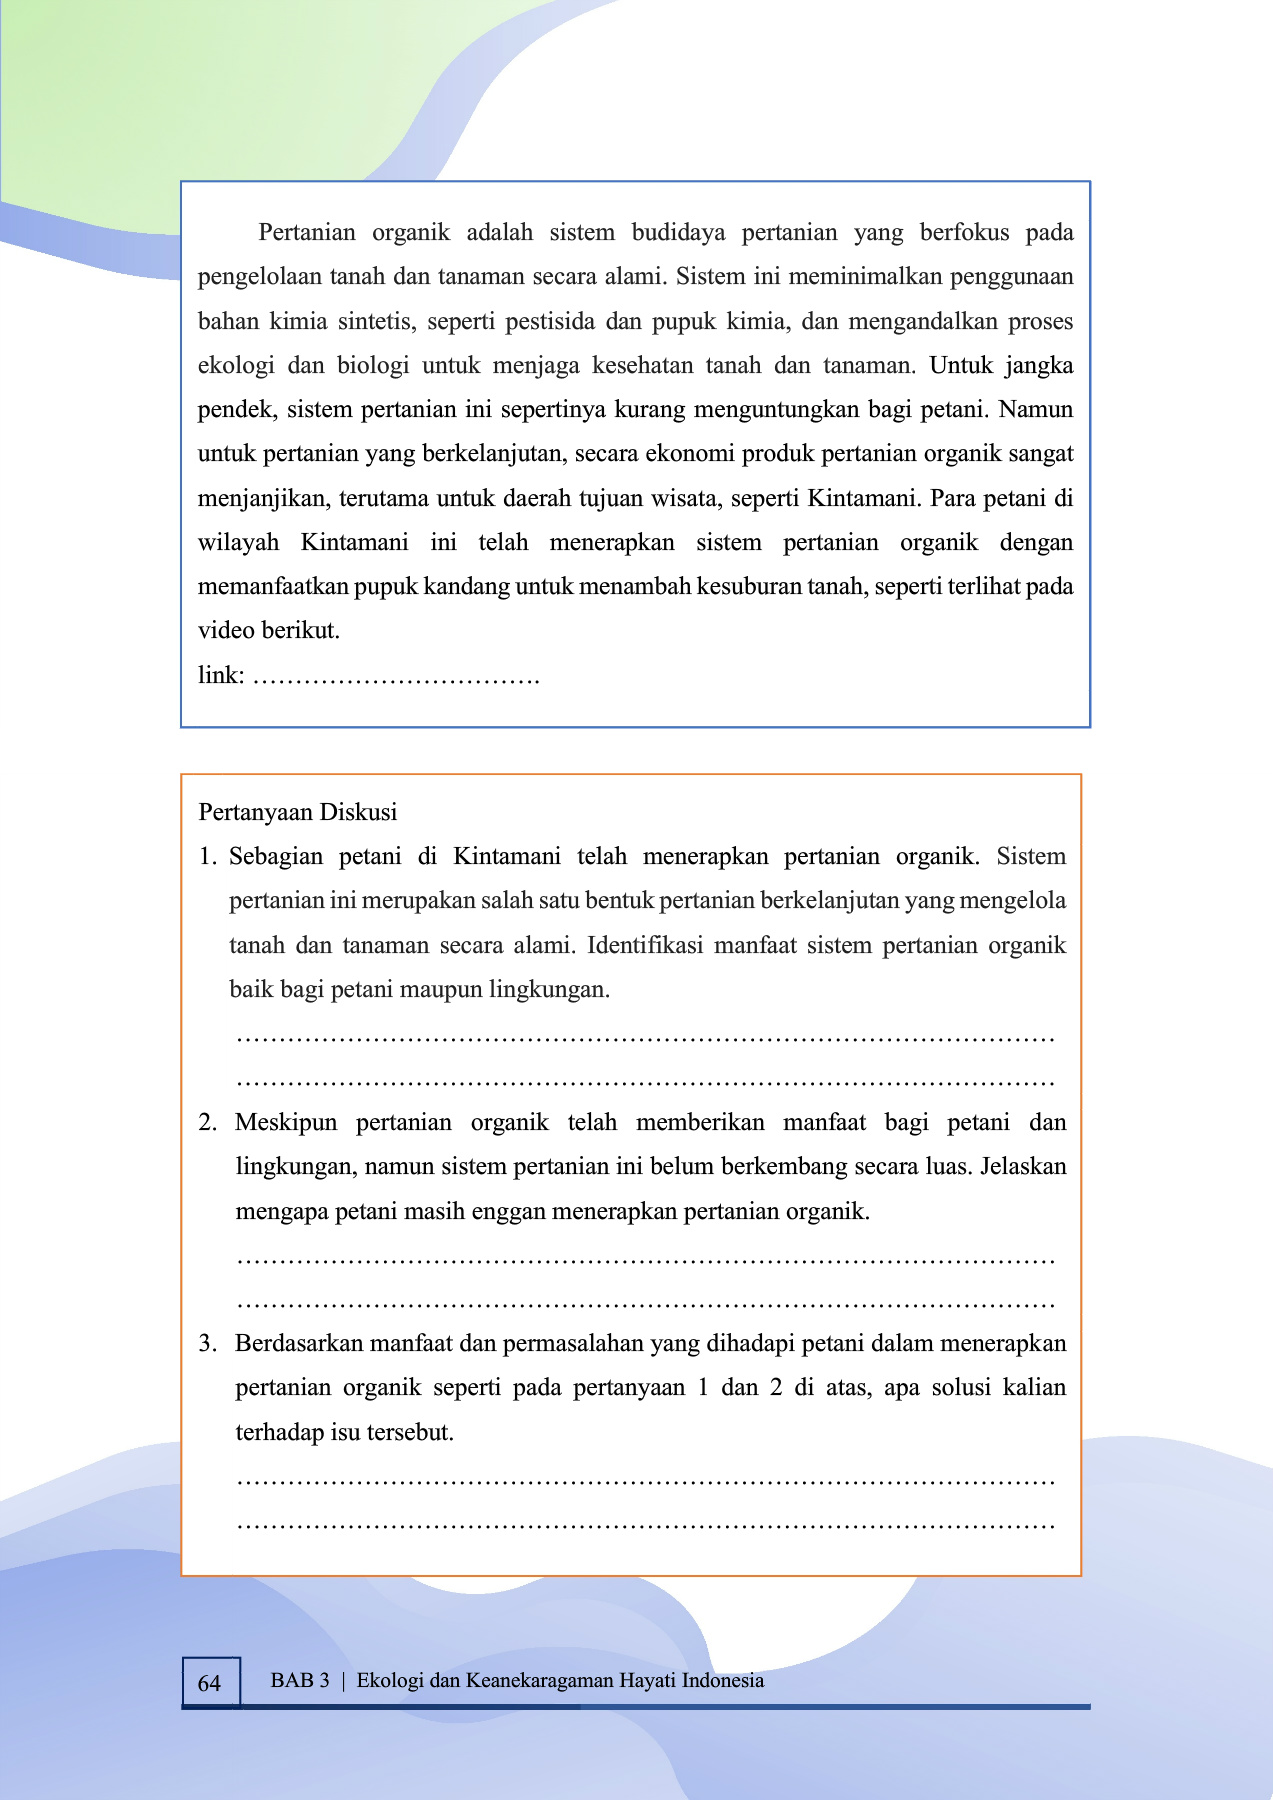 Pertanian organik adalah sistem budidaya pertanian yang berfokus pada
pengelolaan tanah dan tanaman secara alami. Sistem ini meminimalkan penggunaan
bahan kimia sintetis, seperti pestisida dan pupuk kimia, dan mengandalkan proses
ekologi dan biologi untuk menjaga kesehatan tanah dan tanaman. Untuk jangka
pendek, sistem pertanian ini sepertinya kurang menguntungkan bagi petani. Namun
untuk pertanian yang berkelanjutan, secara ekonomi produk pertanian organik sangat
menjanjikan, terutama untuk daerah tujuan wisata, seperti Kintamani. Para petani di
wilayah Kintamani ini telah menerapkan sistem pertanian organik dengan
memanfaatkan pupuk kandang untuk menambah kesuburan tanah, seperti terlihat pada
video berikut.
link: …………………………….
Pertanyaan Diskusi
1. Sebagian petani di Kintamani telah menerapkan pertanian organik. Sistem
pertanian ini merupakan salah satu bentuk pertanian berkelanjutan yang mengelola
tanah dan tanaman secara alami. Identifikasi manfaat sistem pertanian organik
baik bagi petani maupun lingkungan.
……………………………………………………………………………………
……………………………………………………………………………………
2. Meskipun pertanian organik telah memberikan manfaat bagi petani dan
lingkungan, namun sistem pertanian ini belum berkembang secara luas. Jelaskan
mengapa petani masih enggan menerapkan pertanian organik.
……………………………………………………………………………………
……………………………………………………………………………………
3. Berdasarkan manfaat dan permasalahan yang dihadapi petani dalam menerapkan
pertanian organik seperti pada pertanyaan 1 dan 2 di atas, apa solusi kalian
terhadap isu tersebut.
……………………………………………………………………………………
……………………………………………………………………………………
64 BAB 3 | Ekologi dan Keanekaragaman Hayati Indonesia